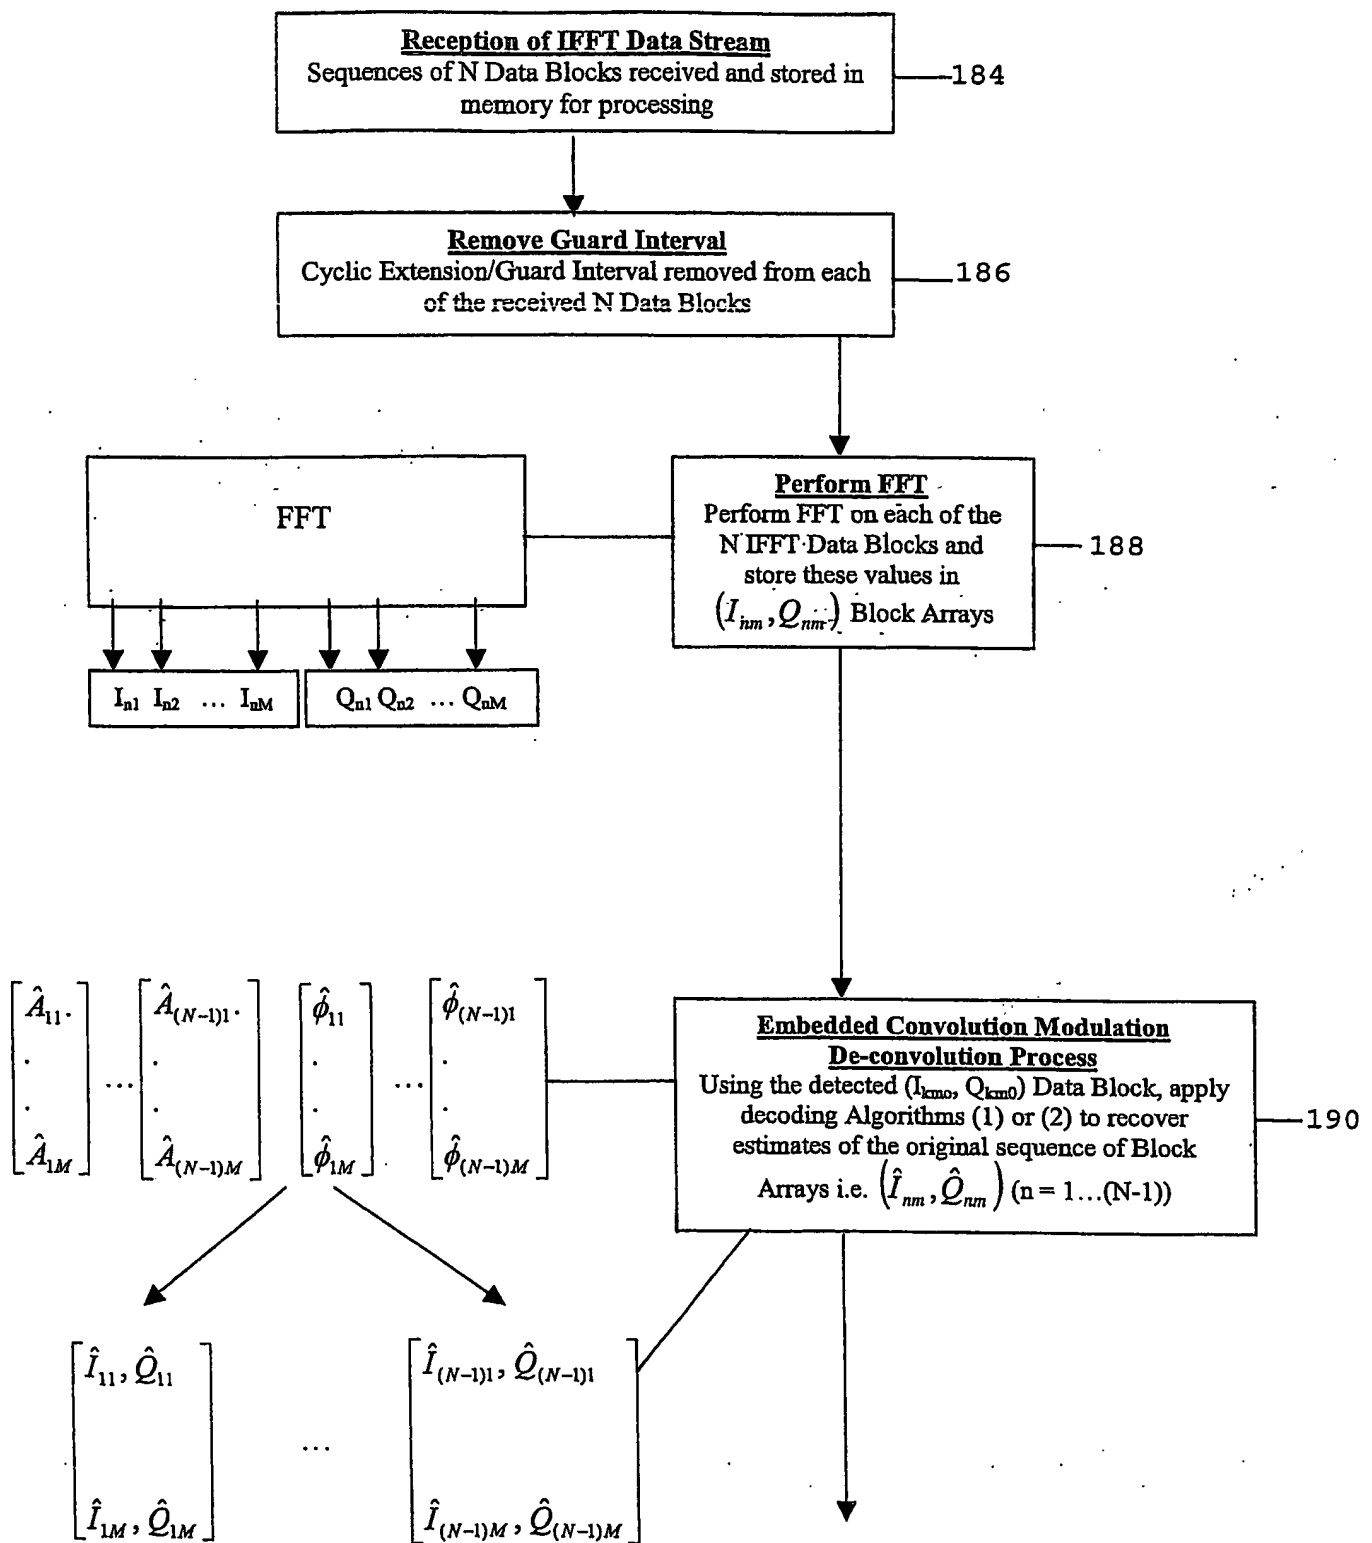 Reception of IFFT Data Stream
Sequences of N Data Blocks received and stored in
memory for processing
184
Remove Guard Interval
Cyclic Extension/Guard Interval removed from each
of the received N Data Blocks
186
FFT
Perform FFT
Perform FFT on each of the
N IFFT Data Blocks and
store these values in
(I_nm, Q_nm) Block Arrays
188
I_n1 I_n2 … I_nM
Q_n1 Q_n2 … Q_nM
Â_11 . . Â_1M
…
Â_(N-1)1 . . Â_(N-1)M
ϕ̂_11 . . ϕ̂_1M
…
ϕ̂_(N-1)1 . . ϕ̂_(N-1)M
Embedded Convolution Modulation
De-convolution Process
Using the detected (I_kmo, Q_km0) Data Block, apply
decoding Algorithms (1) or (2) to recover
estimates of the original sequence of Block
Arrays i.e. (Î_nm, Q̂_nm) (n = 1…(N-1))
190
Î_11, Q̂_11
Î_1M, Q̂_1M
…
Î_(N-1)1, Q̂_(N-1)1
Î_(N-1)M, Q̂_(N-1)M